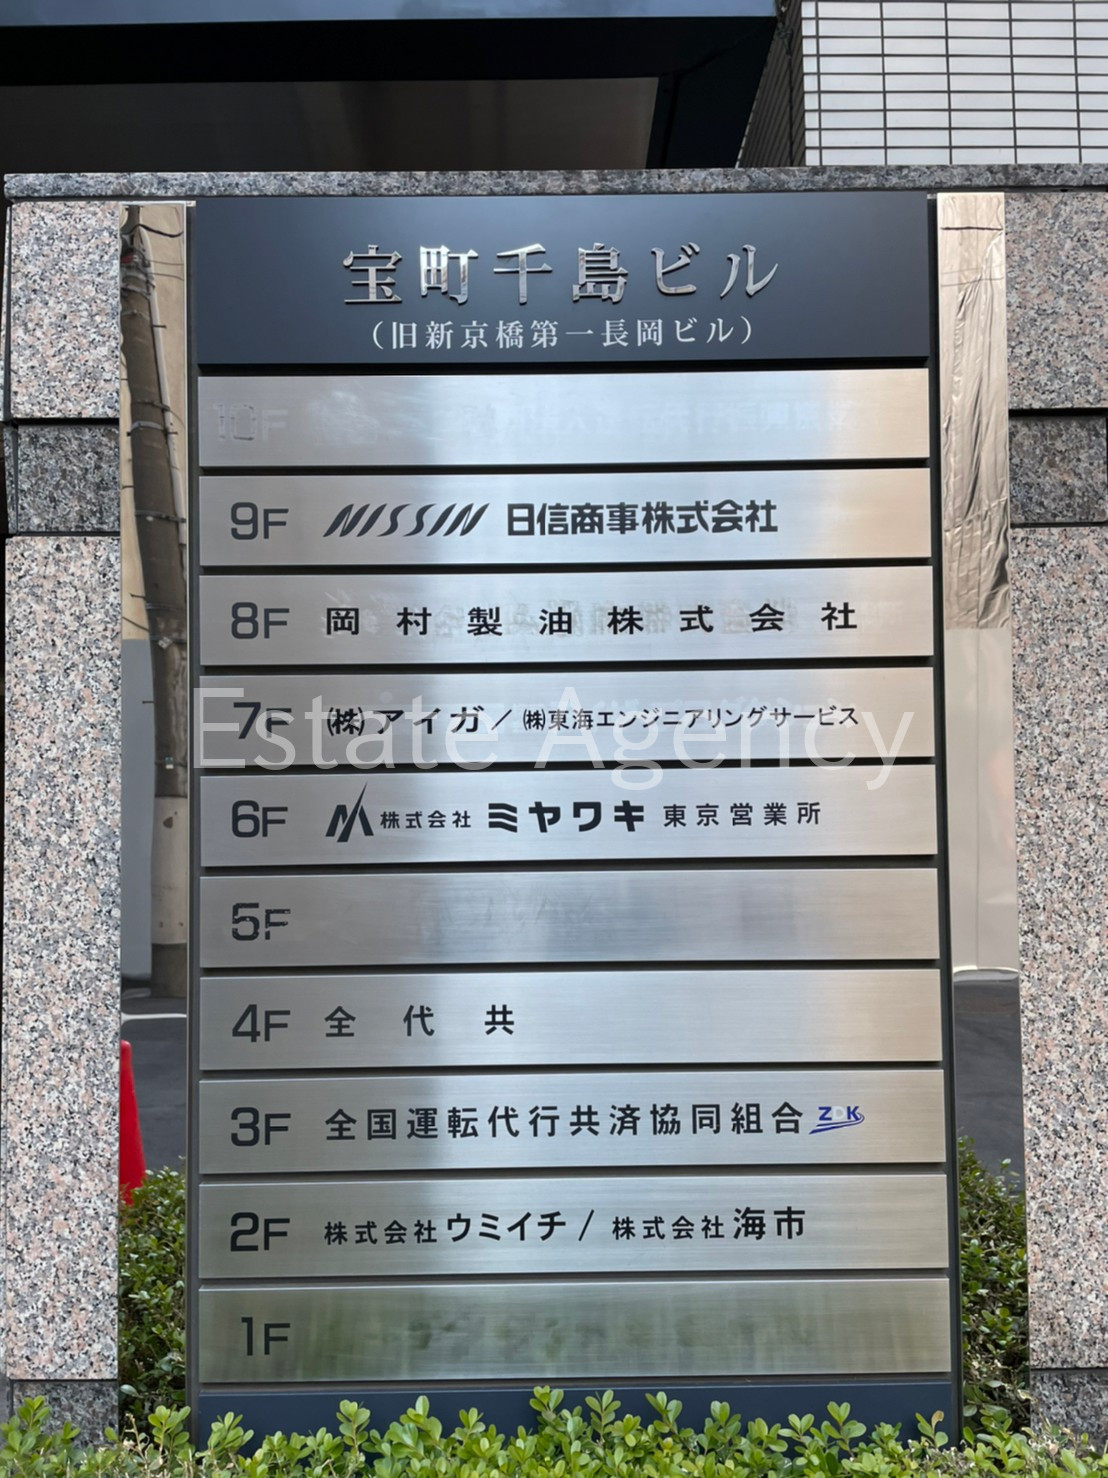 宝町千島ビル
（旧新京橋第一長岡ビル）
10F
9F NISSIN 日信商事株式会社
8F 岡村製油株式会社
7F ㈱アイガ／㈱東海エンジニアリングサービス
Estate Agency
6F 株式会社 ミヤワキ 東京営業所
5F
4F 全代共
3F 全国運転代行共済協同組合 ZDK
2F 株式会社ウミイチ / 株式会社海市
1F